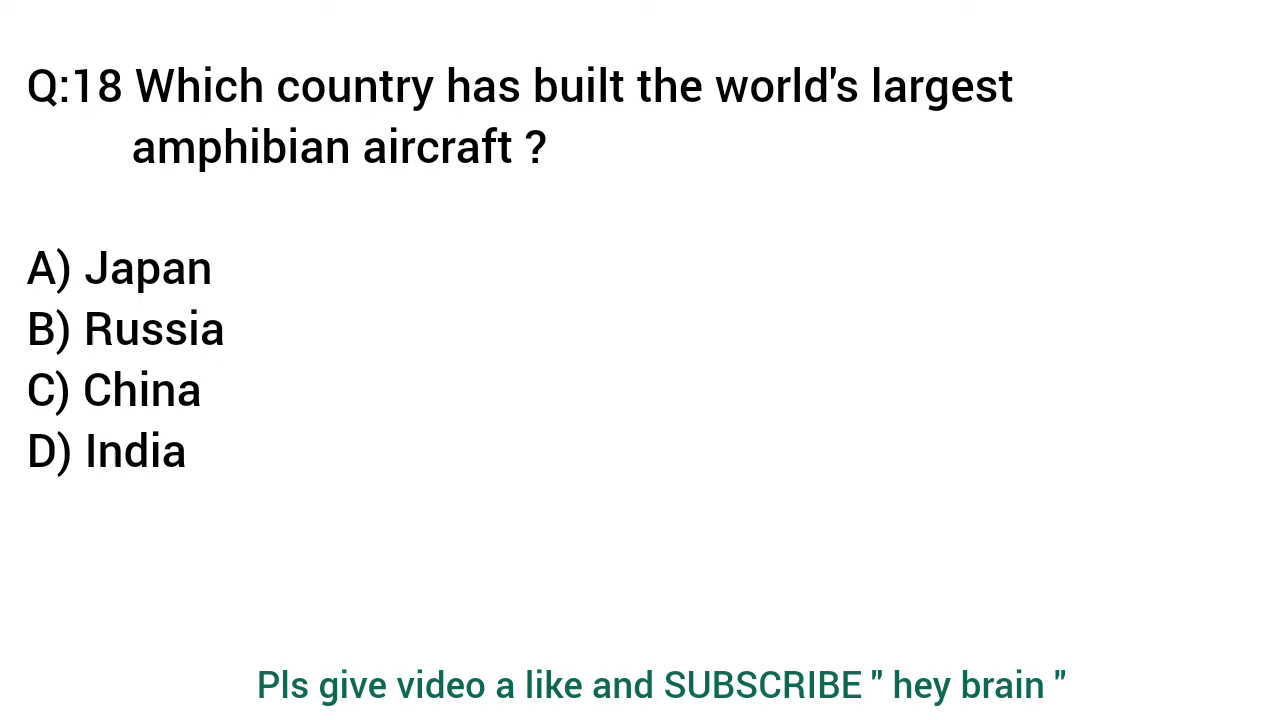 Q:18 Which country has built the world's largest
amphibian aircraft ?
A) Japan
B) Russia
C) China
D) India
Pls give video a like and SUBSCRIBE " hey brain "